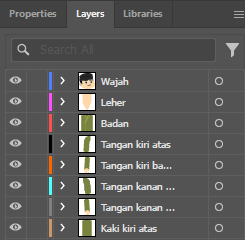 Properties Layers Libraries
Search All
Wajah
Leher
Badan
Tangan kiri atas
Tangan kiri ba...
Tangan kanan ...
Tangan kanan ...
Kaki kiri atas